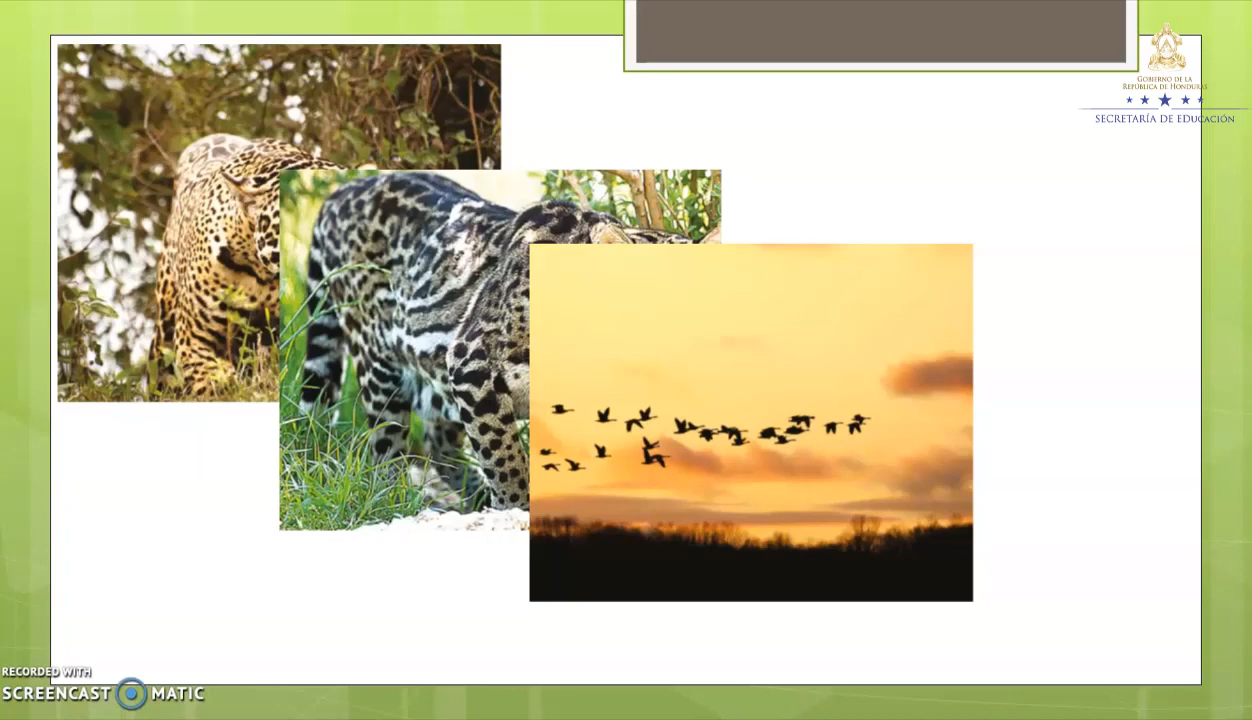 GOBIERNO DE LA
REPÚBLICA DE HONDURAS
SECRETARÍA DE EDUCACIÓN
RECORDED WITH
SCREENCAST MATIC